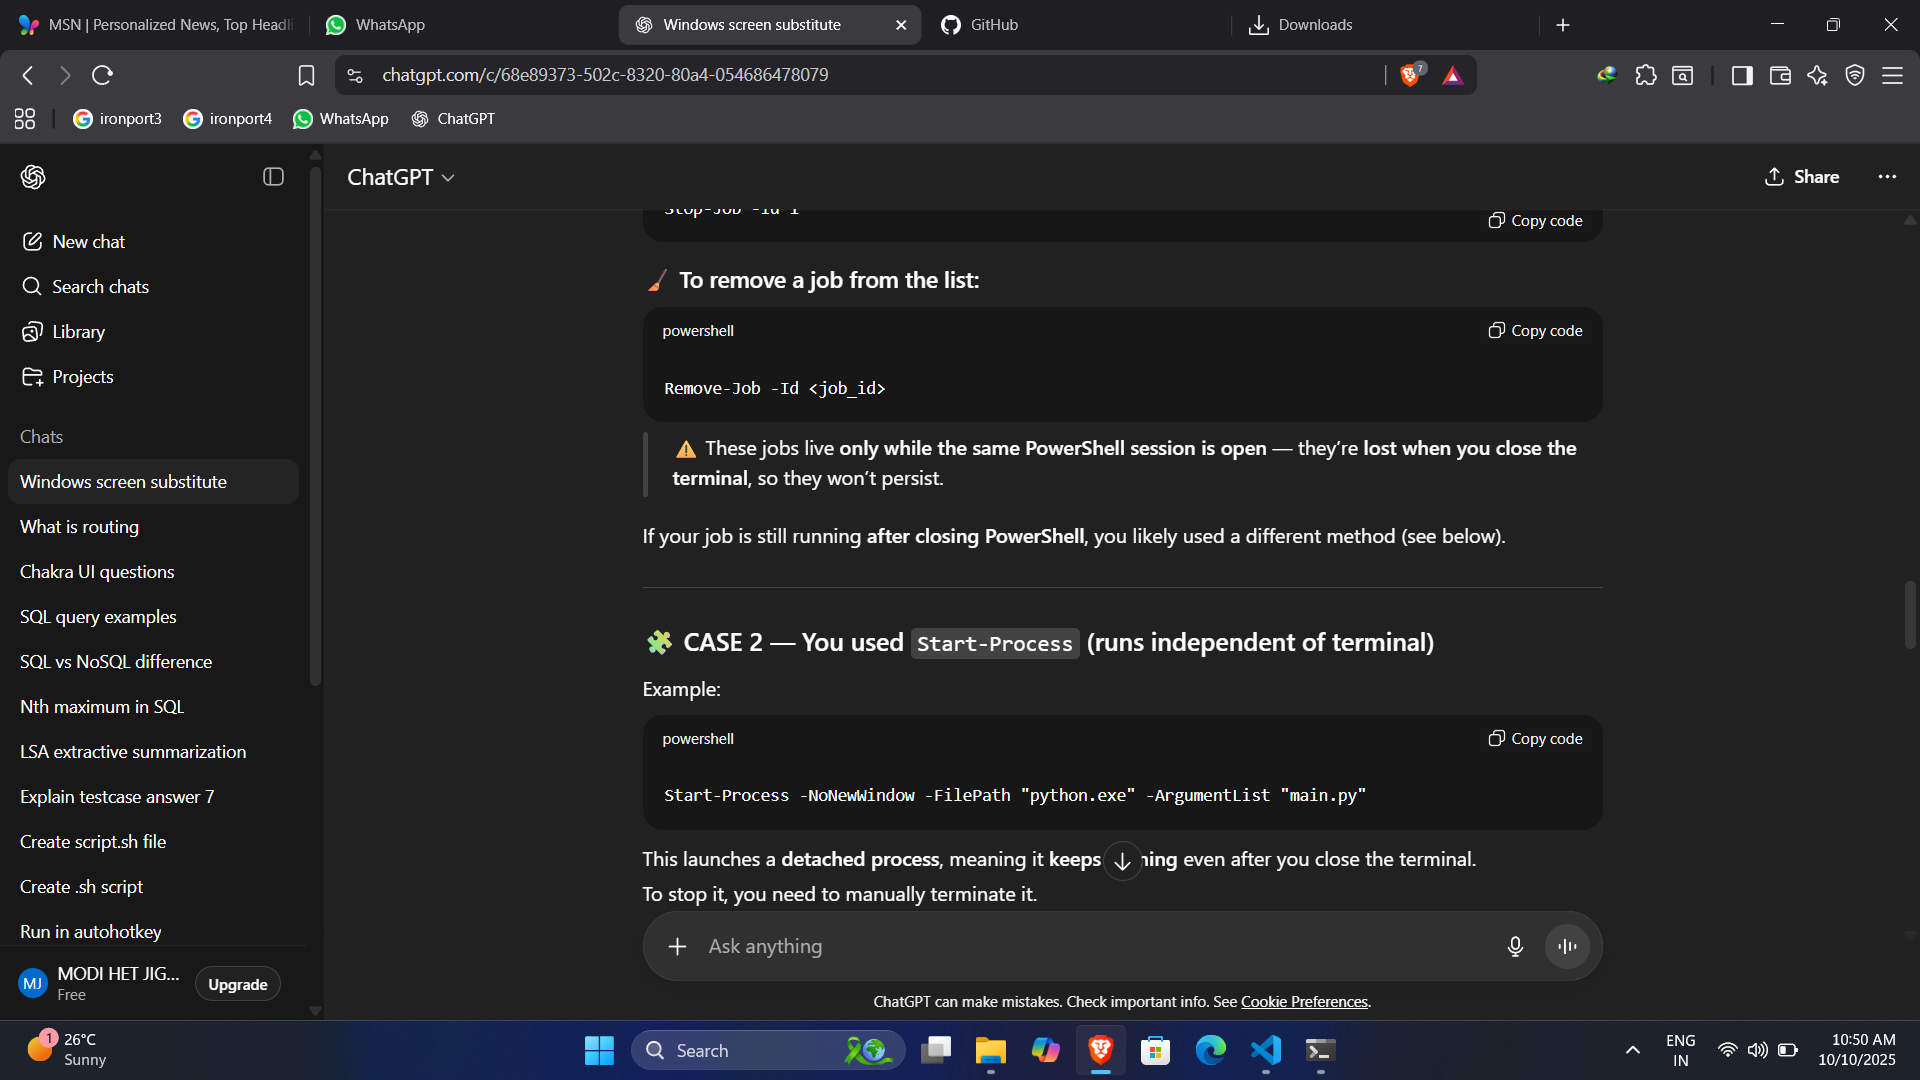 MSN | Personalized News, Top Headli
WhatsApp
Windows screen substitute
GitHub
Downloads
chatgpt.com/c/68e89373-502c-8320-80a4-054686478079
7
ironport3
ironport4
WhatsApp
ChatGPT
New chat
Search chats
Library
Projects
Chats
Windows screen substitute
What is routing
Chakra UI questions
SQL query examples
SQL vs NoSQL difference
Nth maximum in SQL
LSA extractive summarization
Explain testcase answer 7
Create script.sh file
Create .sh script
Run in autohotkey
MJ
MODI HET JIG...
Free
Upgrade
ChatGPT
Share
Stop-Job -Id 1
Copy code
To remove a job from the list:
powershell
Copy code
Remove-Job -Id <job_id>
These jobs live only while the same PowerShell session is open — they’re lost when you close the
terminal, so they won’t persist.
If your job is still running after closing PowerShell, you likely used a different method (see below).
CASE 2 — You used Start-Process (runs independent of terminal)
Example:
powershell
Copy code
Start-Process -NoNewWindow -FilePath "python.exe" -ArgumentList "main.py"
This launches a detached process, meaning it keeps ning even after you close the terminal.
To stop it, you need to manually terminate it.
Ask anything
ChatGPT can make mistakes. Check important info. See Cookie Preferences.
1
26°C
Sunny
Search
ENG
IN
10:50 AM
10/10/2025